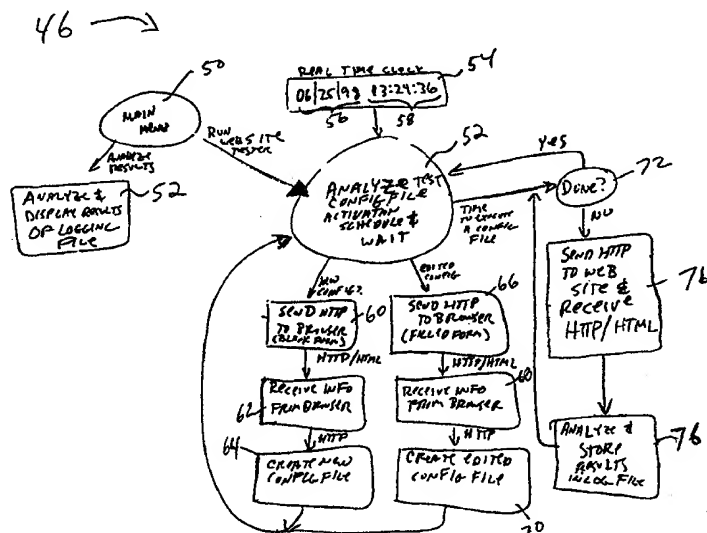 46
50
MAIN
MENU
ANALYZE
RESULTS
RUN
WEB SITE
TESTER
ANALYZE &
DISPLAY RESULTS
OF LOGGING
FILE
52
REAL TIME CLOCK
06/25/98 13:24:36
54
56
58
52
ANALYZE TEST
CONFIG FILE
ACTIVATION
SCHEDULE &
WAIT
YES
72
DONE?
NO
TIME
TO EXECUTE
A CONFIG
FILE
SEND HTTP
TO WEB
SITE &
RECEIVE
HTTP/HTML
76
ANALYZE &
STORE
RESULTS
IN LOG FILE
76
NEW
CONFIG?
SEND HTTP
TO BROWSER
(BLANK FORM)
60
HTTP/HTML
RECEIVE INFO
FROM BROWSER
62
HTTP
64
CREATE NEW
CONFIG FILE
EDITED
CONFIG
66
SEND HTTP
TO BROWSER
(FILLED FORM)
HTTP/HTML
RECEIVE INFO
FROM BROWSER
HTTP
CREATE EDITED
CONFIG FILE
70